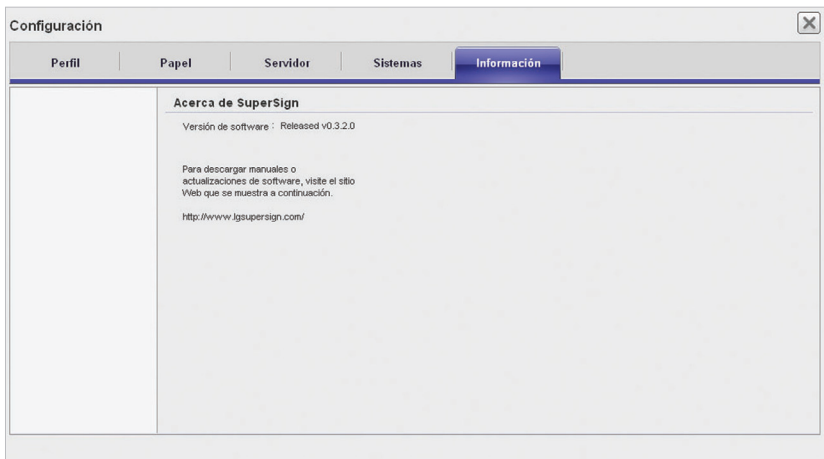 Configuración
Perfil
Papel
Servidor
Sistemas
Información
Acerca de SuperSign
Versión de software : Released v0.3.2.0
Para descargar manuales o
actualizaciones de software, visite el sitio
Web que se muestra a continuación.
http://www.lgsupersign.com/